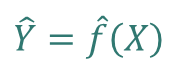 Ŷ = f̂(X)